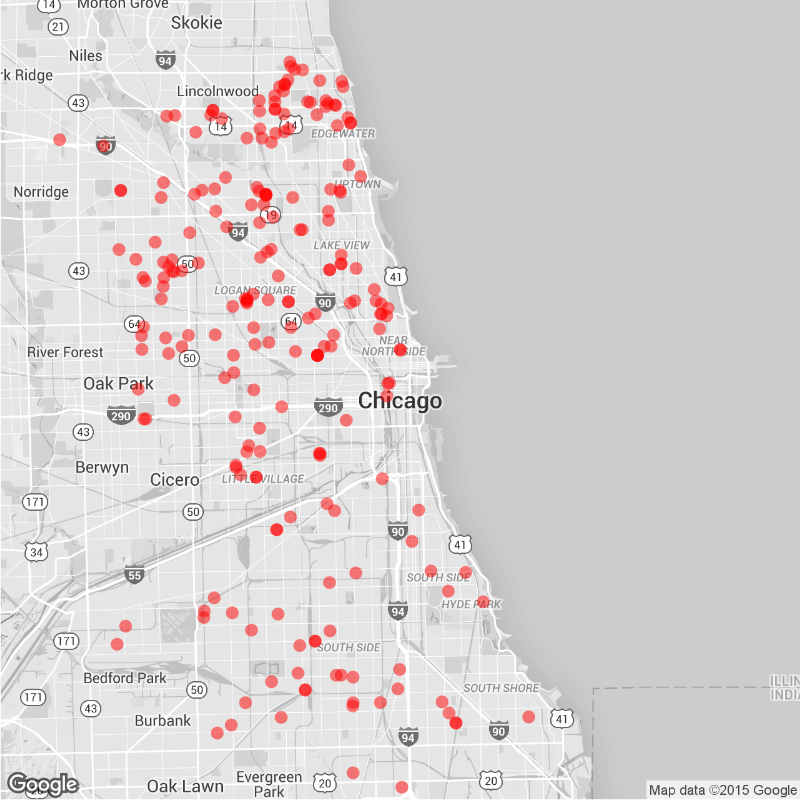 14
Morton Grove
21
Skokie
Niles
94
rk Ridge
Lincolnwood
43
14
14
EDGEWATER
90
UPTOWN
Norridge
19
94
LAKE VIEW
50
43
41
LOGAN SQUARE
90
64
64
NEAR
NORTH SIDE
River Forest
50
Oak Park
Chicago
290
290
43
Berwyn
Cicero
LITTLE VILLAGE
171
50
90
34
41
55
SOUTH SIDE
HYDE PARK
94
171
SOUTH SIDE
Bedford Park
ILLIN
INDIA
50
SOUTH SHORE
171
43
Burbank
41
90
94
Evergreen
Park
Oak Lawn
20
20
Google
Google
Map data ©2015 Google